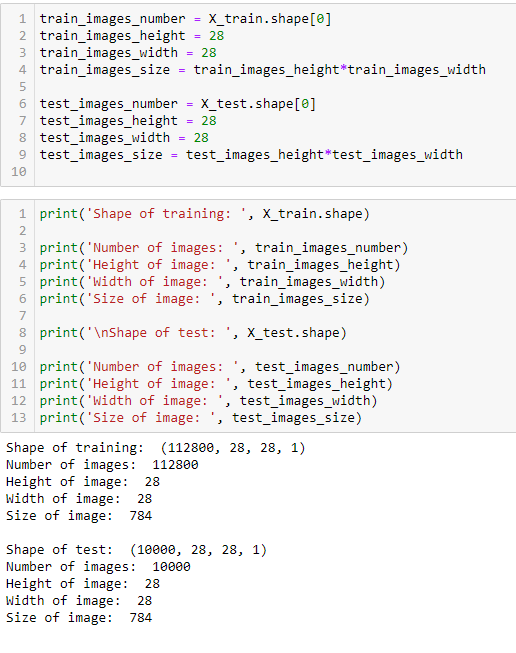 1 train_images_number = X_train.shape[0]
2 train_images_height = 28
3 train_images_width = 28
4 train_images_size = train_images_height*train_images_width
5
6 test_images_number = X_test.shape[0]
7 test_images_height = 28
8 test_images_width = 28
9 test_images_size = test_images_height*test_images_width
10
1 print('Shape of training: ', X_train.shape)
2
3 print('Number of images: ', train_images_number)
4 print('Height of image: ', train_images_height)
5 print('Width of image: ', train_images_width)
6 print('Size of image: ', train_images_size)
7
8 print('\nShape of test: ', X_test.shape)
9
10 print('Number of images: ', test_images_number)
11 print('Height of image: ', test_images_height)
12 print('Width of image: ', test_images_width)
13 print('Size of image: ', test_images_size)
Shape of training:  (112800, 28, 28, 1)
Number of images:  112800
Height of image:  28
Width of image:  28
Size of image:  784
Shape of test:  (10000, 28, 28, 1)
Number of images:  10000
Height of image:  28
Width of image:  28
Size of image:  784